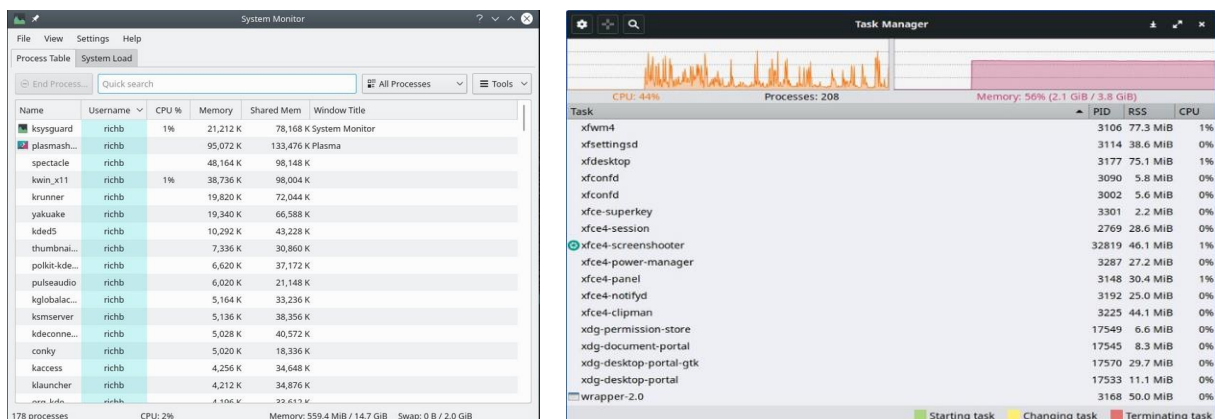 System Monitor
File View Settings Help
Process Table System Load
End Process... Quick search All Processes Tools
Name Username CPU % Memory Shared Mem Window Title
ksysguard richb 1% 21,212 K 78,168 K System Monitor
plasmash... richb 95,072 K 133,476 K Plasma
spectacle richb 48,164 K 98,148 K
kwin_x11 richb 1% 38,736 K 98,004 K
krunner richb 19,820 K 72,044 K
yakuake richb 19,340 K 66,588 K
kded5 richb 10,292 K 43,228 K
thumbnai... richb 7,336 K 30,860 K
polkit-kde... richb 6,620 K 37,172 K
pulseaudio richb 6,020 K 21,148 K
kglobalac... richb 5,164 K 33,236 K
ksmserver richb 5,136 K 38,356 K
kdeconne... richb 5,028 K 40,572 K
conky richb 5,020 K 18,336 K
kaccess richb 4,256 K 34,648 K
klauncher richb 4,212 K 34,876 K
org.kde richb 4,196 K 33,612 K
178 processes CPU: 2% Memory: 559.4 MiB / 14.7 GiB Swap: 0 B / 2.0 GiB
Task Manager
CPU: 44% Processes: 208 Memory: 56% (2.1 GiB / 3.8 GiB)
Task PID RSS CPU
xfwm4 3106 77.3 MiB 1%
xfsettingsd 3114 38.6 MiB 0%
xfdesktop 3177 75.1 MiB 1%
xfconfd 3090 5.8 MiB 0%
xfconfd 3002 5.6 MiB 0%
xfce-superkey 3301 2.2 MiB 0%
xfce4-session 2769 28.6 MiB 0%
xfce4-screenshooter 32819 46.1 MiB 1%
xfce4-power-manager 3287 27.2 MiB 0%
xfce4-panel 3148 30.4 MiB 1%
xfce4-notifyd 3192 25.0 MiB 0%
xfce4-clipman 3225 44.1 MiB 0%
xdg-permission-store 17549 6.6 MiB 0%
xdg-document-portal 17545 8.3 MiB 0%
xdg-desktop-portal-gtk 17570 29.7 MiB 0%
xdg-desktop-portal 17533 11.1 MiB 0%
wrapper-2.0 3168 50.0 MiB 0%
Starting task Changing task Terminating task